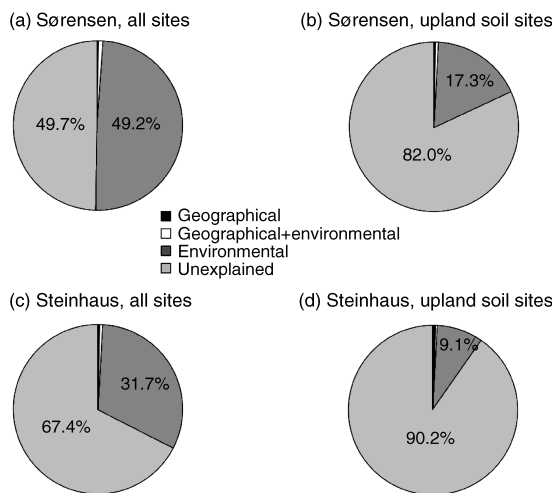 (a) Sørensen, all sites
(b) Sørensen, upland soil sites
49.7%
49.2%
17.3%
82.0%
Geographical
Geographical+environmental
Environmental
Unexplained
(c) Steinhaus, all sites
(d) Steinhaus, upland soil sites
31.7%
67.4%
9.1%
90.2%